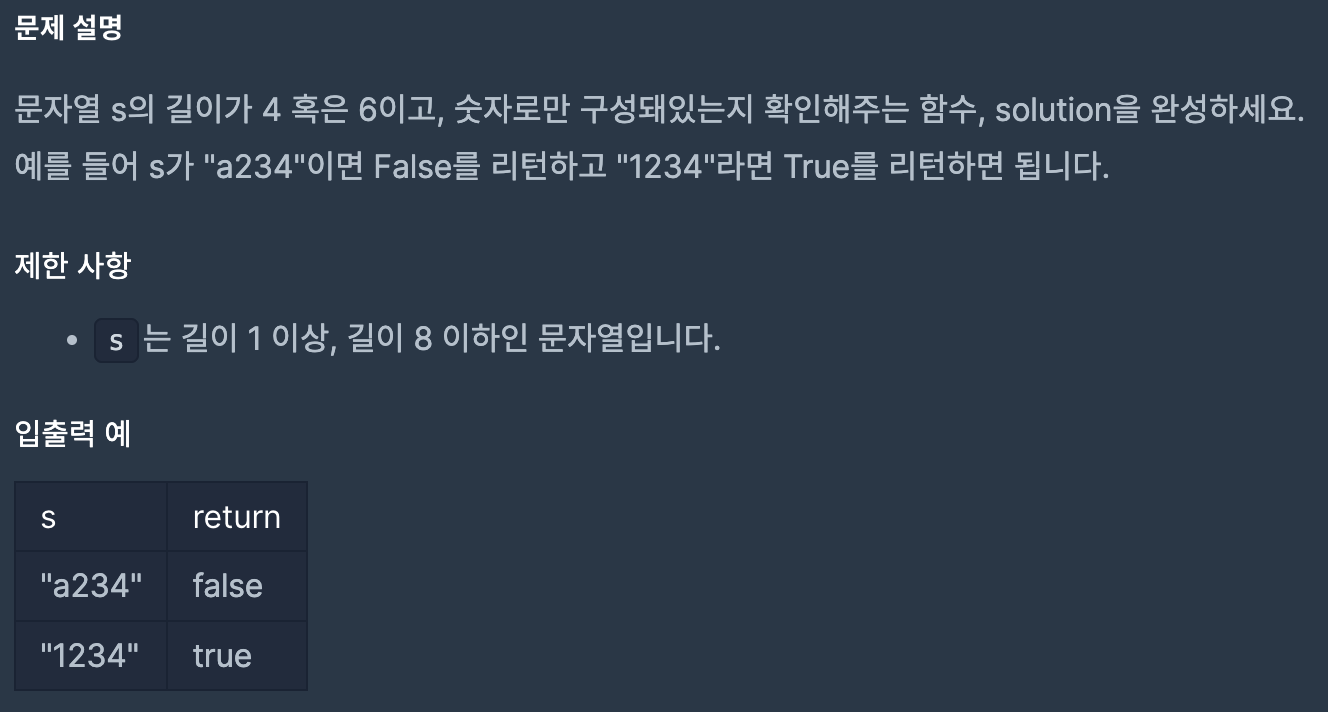 문제 설명
문자열 s의 길이가 4 혹은 6이고, 숫자로만 구성돼있는지 확인해주는 함수, solution을 완성하세요.
예를 들어 s가 "a234"이면 False를 리턴하고 "1234"라면 True를 리턴하면 됩니다.
제한 사항
• s는 길이 1 이상, 길이 8 이하인 문자열입니다.
입출력 예
s return
"a234" false
"1234" true